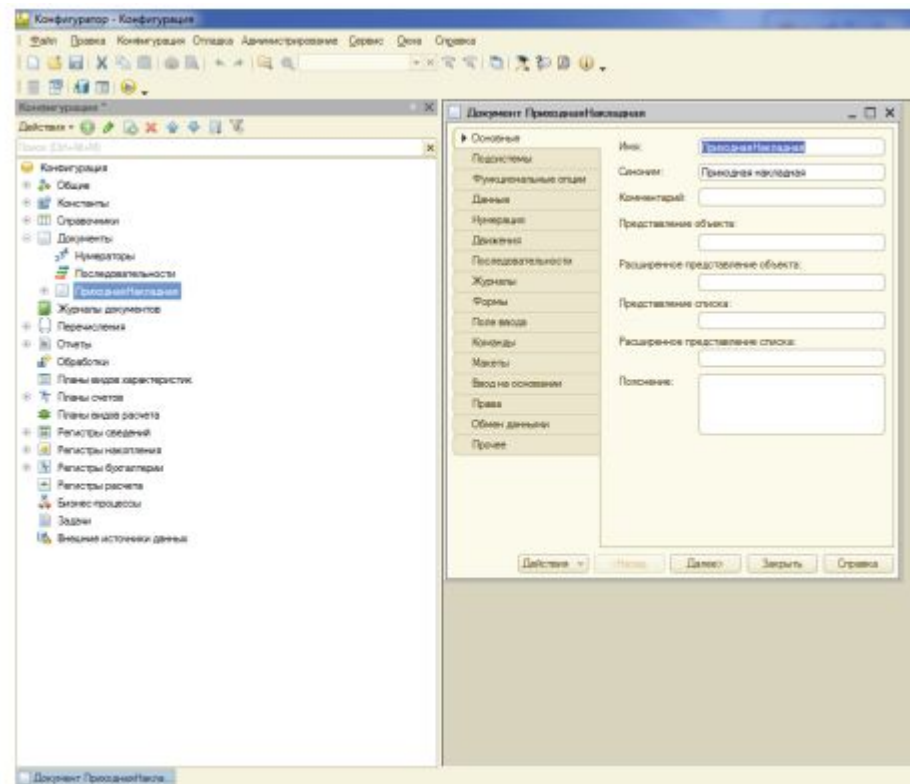 Конфигуратор - Конфигурация
Файл Правка Конфигурация Отладка Администрирование Сервис Окна Справка
Конфигурация *
Действия
Поиск (Ctrl+Alt+M)
Конфигурация
Общие
Константы
Справочники
Документы
Нумераторы
Последовательности
ПриходнаяНакладная
Журналы документов
Перечисления
Отчеты
Обработки
Планы видов характеристик
Планы счетов
Планы видов расчета
Регистры сведений
Регистры накопления
Регистры бухгалтерии
Регистры расчета
Бизнес-процессы
Задачи
Внешние источники данных
Документ ПриходнаяНакладная
Основные
Подсистемы
Функциональные опции
Данные
Нумерация
Движения
Последовательности
Журналы
Формы
Поле ввода
Команды
Макеты
Ввод на основании
Права
Обмен данными
Прочее
Имя: ПриходнаяНакладная
Синоним: Приходная накладная
Комментарий:
Представление объекта:
Расширенное представление объекта:
Представление списка:
Расширенное представление списка:
Пояснение:
Действия <Назад Далее> Закрыть Справка
Документ ПриходнаяНакла...